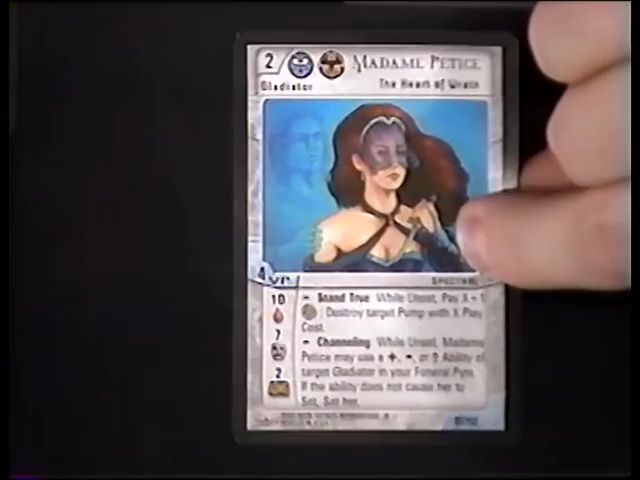 2 MADAME PETICE
Gladiator The Heart of Wrath
4 VP SPECTRAL
10 Stand True: While Unset, Pay X + 1
: Destroy target Pump with X Play
Cost.
7 Channeling: While Unset, Madame
Petice may use a +, -, or ? Ability of
2 target Gladiator in your Funeral Pyre.
If the ability does not cause her to
Set, Set her.